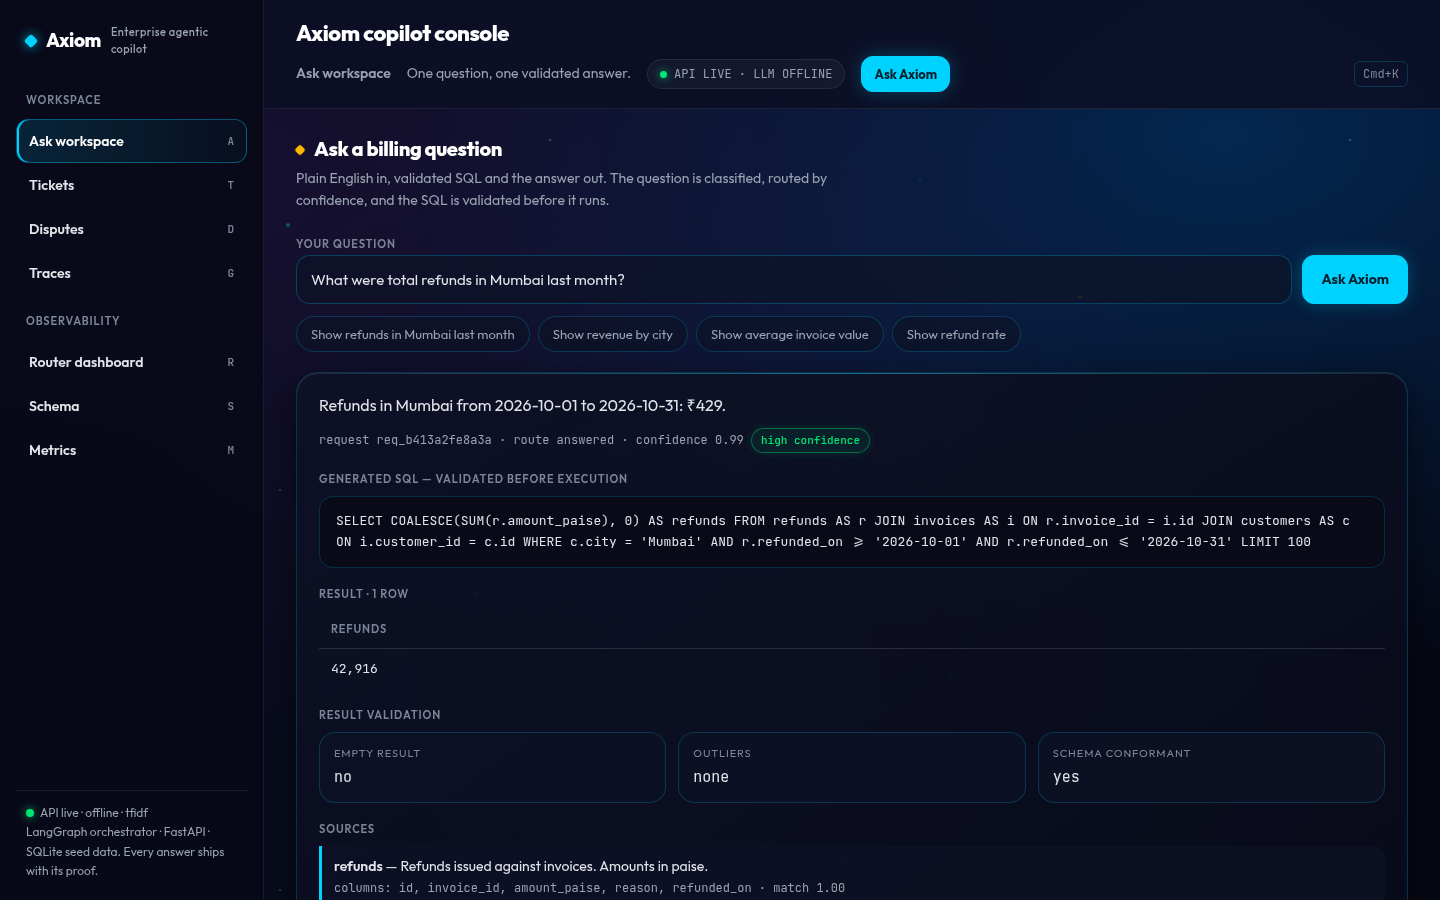 Axiom
Enterprise agentic
copilot
WORKSPACE
Ask workspace A
Tickets T
Disputes D
Traces G
OBSERVABILITY
Router dashboard R
Schema S
Metrics M
API live · offline · tfidf
LangGraph orchestrator · FastAPI ·
SQLite seed data. Every answer ships
with its proof.
Axiom copilot console
Ask workspace One question, one validated answer. API LIVE · LLM OFFLINE Ask Axiom Cmd+K
Ask a billing question
Plain English in, validated SQL and the answer out. The question is classified, routed by
confidence, and the SQL is validated before it runs.
YOUR QUESTION
What were total refunds in Mumbai last month? Ask Axiom
Show refunds in Mumbai last month Show revenue by city Show average invoice value Show refund rate
Refunds in Mumbai from 2026-10-01 to 2026-10-31: ₹429.
request req_b413a2fe8a3a · route answered · confidence 0.99 high confidence
GENERATED SQL — VALIDATED BEFORE EXECUTION
SELECT COALESCE(SUM(r.amount_paise), 0) AS refunds FROM refunds AS r JOIN invoices AS i ON r.invoice_id = i.id JOIN customers AS c
ON i.customer_id = c.id WHERE c.city = 'Mumbai' AND r.refunded_on >= '2026-10-01' AND r.refunded_on <= '2026-10-31' LIMIT 100
RESULT · 1 ROW
REFUNDS
42,916
RESULT VALIDATION
EMPTY RESULT OUTLIERS SCHEMA CONFORMANT
no none yes
SOURCES
refunds — Refunds issued against invoices. Amounts in paise.
columns: id, invoice_id, amount_paise, reason, refunded_on · match 1.00